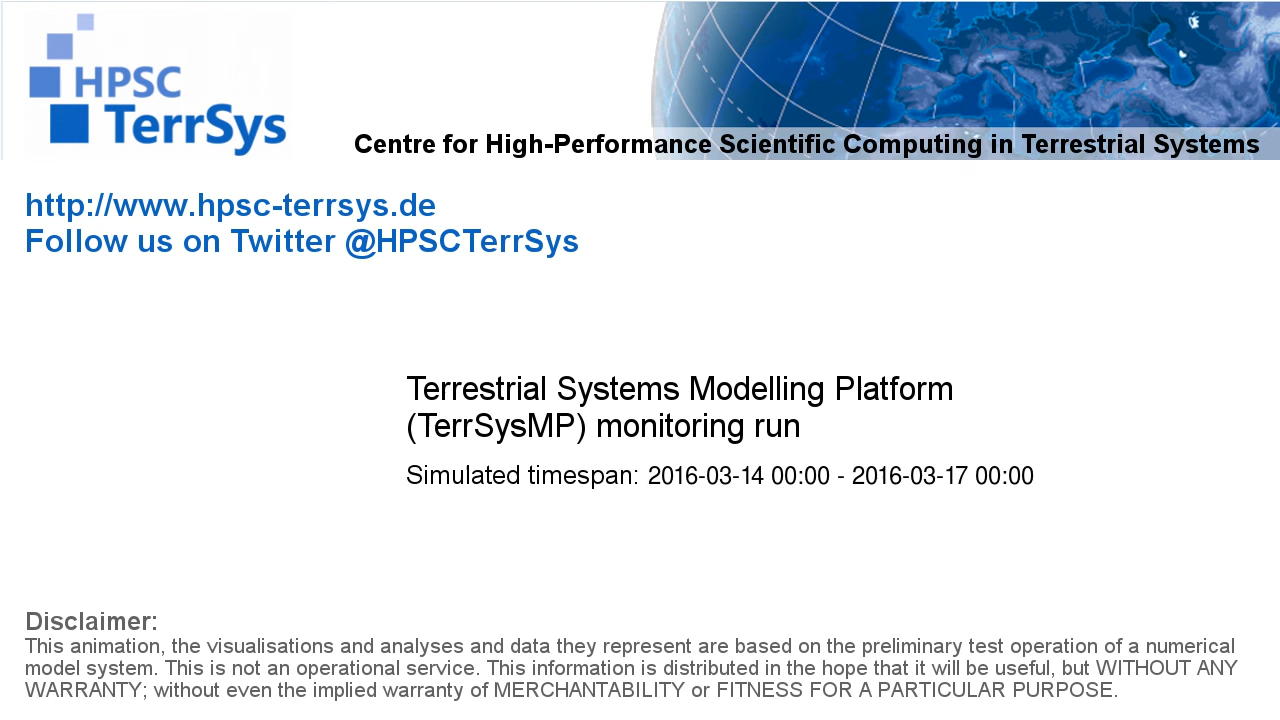 HPSC
TerrSys
Centre for High-Performance Scientific Computing in Terrestrial Systems
http://www.hpsc-terrsys.de
Follow us on Twitter @HPSCTerrSys
Terrestrial Systems Modelling Platform
(TerrSysMP) monitoring run
Simulated timespan: 2016-03-14 00:00 - 2016-03-17 00:00
Disclaimer:
This animation, the visualisations and analyses and data they represent are based on the preliminary test operation of a numerical
model system. This is not an operational service. This information is distributed in the hope that it will be useful, but WITHOUT ANY
WARRANTY; without even the implied warranty of MERCHANTABILITY or FITNESS FOR A PARTICULAR PURPOSE.